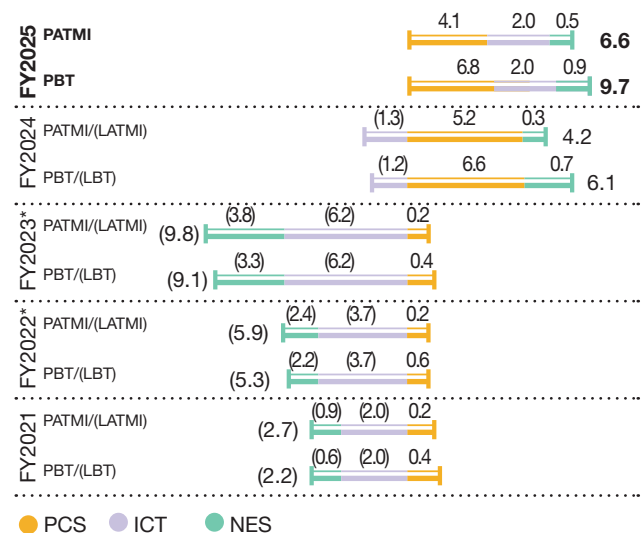 FY2025
4.1 2.0 0.5
PATMI 6.6
6.8 2.0 0.9
PBT 9.7
FY2024
(1.3) 5.2 0.3
PATMI/(LATMI) 4.2
(1.2) 6.6 0.7
PBT/(LBT) 6.1
FY2023*
(3.8) (6.2) 0.2
PATMI/(LATMI) (9.8)
(3.3) (6.2) 0.4
PBT/(LBT) (9.1)
FY2022*
(2.4) (3.7) 0.2
PATMI/(LATMI) (5.9)
(2.2) (3.7) 0.6
PBT/(LBT) (5.3)
FY2021
(0.9) (2.0) 0.2
PATMI/(LATMI) (2.7)
(0.6) (2.0) 0.4
PBT/(LBT) (2.2)
PCS ICT NES